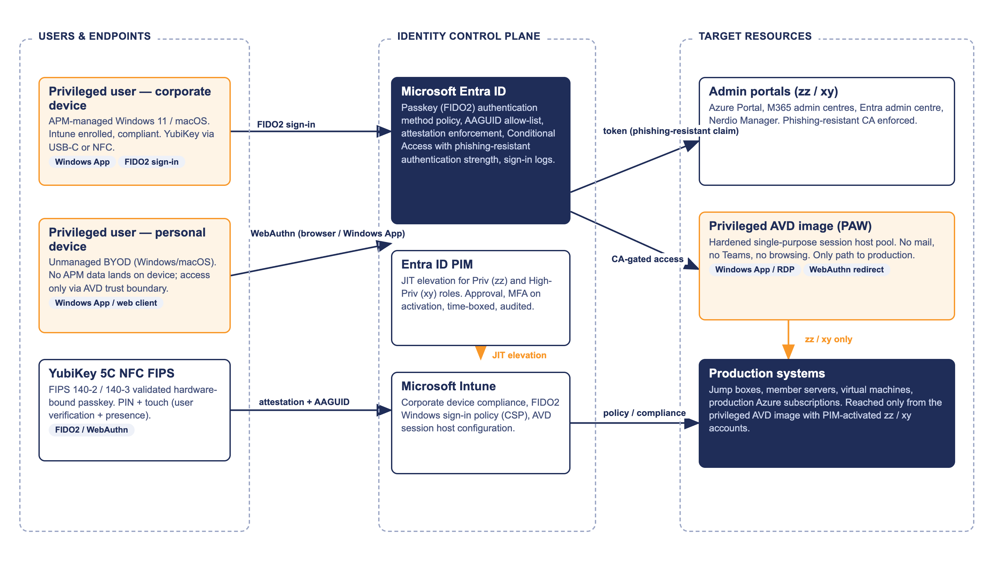 USERS & ENDPOINTS
Privileged user — corporate
device
APM-managed Windows 11 / macOS.
Intune enrolled, compliant. YubiKey via
USB-C or NFC.
Windows App
FIDO2 sign-in
Privileged user — personal
device
Unmanaged BYOD (Windows/macOS).
No APM data lands on device; access
only via AVD trust boundary.
Windows App / web client
YubiKey 5C NFC FIPS
FIPS 140-2 / 140-3 validated hardware-
bound passkey. PIN + touch (user
verification + presence).
FIDO2 / WebAuthn
FIDO2 sign-in
WebAuthn (browser / Windows App)
attestation + AAGUID
IDENTITY CONTROL PLANE
Microsoft Entra ID
Passkey (FIDO2) authentication
method policy, AAGUID allow-list,
attestation enforcement, Conditional
Access with phishing-resistant
authentication strength, sign-in logs.
Entra ID PIM
JIT elevation for Priv (zz) and High-
Priv (xy) roles. Approval, MFA on
activation, time-boxed, audited.
JIT elevation
Microsoft Intune
Corporate device compliance, FIDO2
Windows sign-in policy (CSP), AVD
session host configuration.
token (phishing-resistant claim)
CA-gated access
policy / compliance
TARGET RESOURCES
Admin portals (zz / xy)
Azure Portal, M365 admin centres, Entra admin centre,
Nerdio Manager. Phishing-resistant CA enforced.
Privileged AVD image (PAW)
Hardened single-purpose session host pool. No mail,
no Teams, no browsing. Only path to production.
Windows App / RDP
WebAuthn redirect
zz / xy only
Production systems
Jump boxes, member servers, virtual machines,
production Azure subscriptions. Reached only from the
privileged AVD image with PIM-activated zz / xy
accounts.